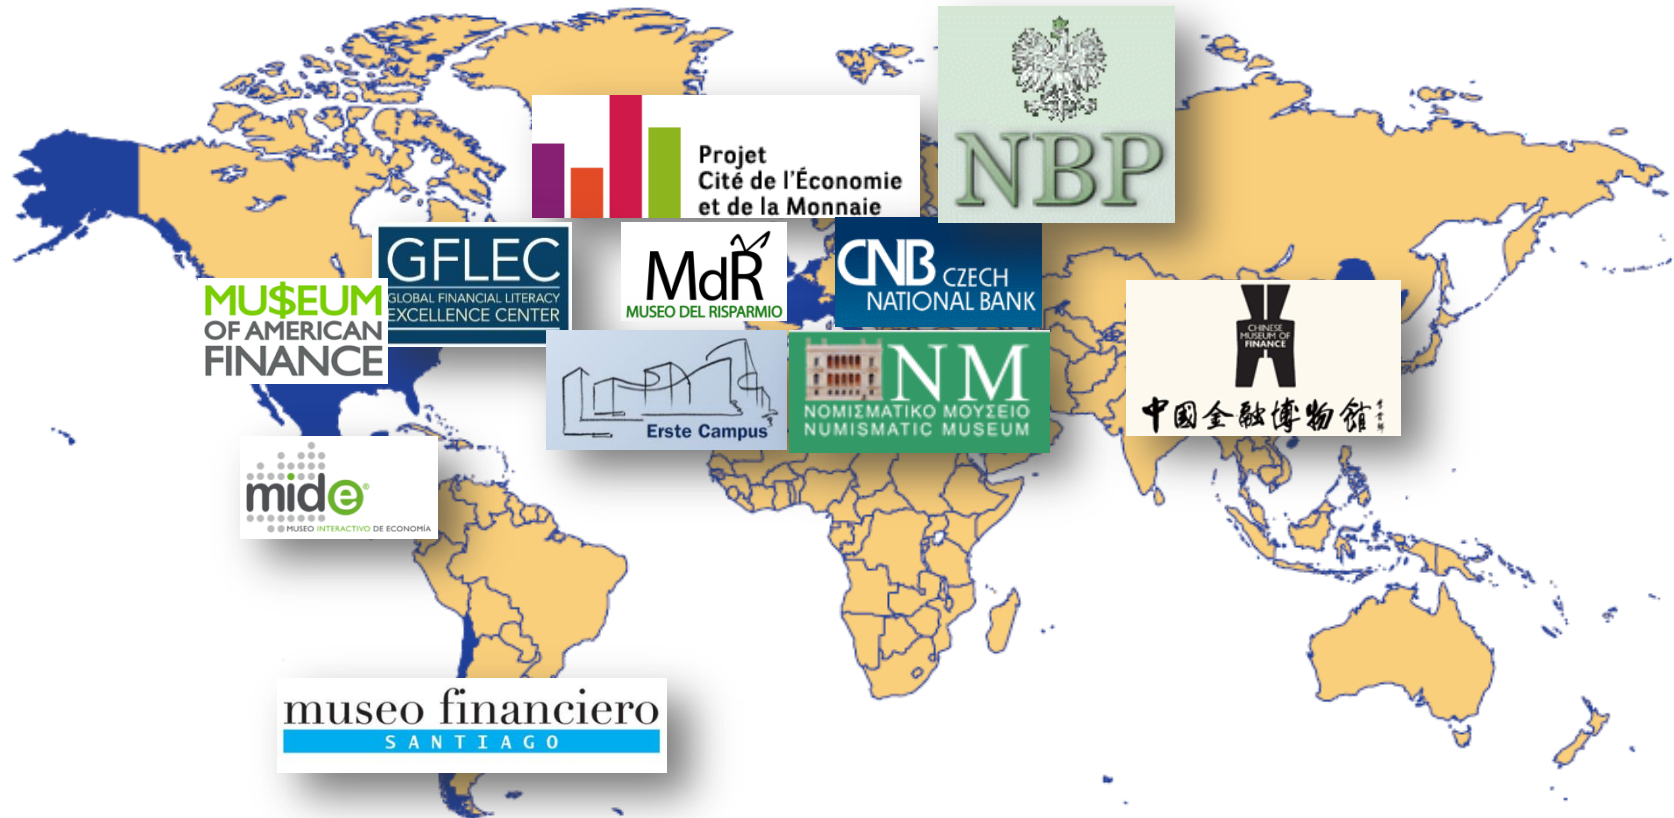 NBP
Projet
Cité de l'Économie
et de la Monnaie
GFLEC
GLOBAL FINANCIAL LITERACY
EXCELLENCE CENTER
MdR
MUSEO DEL RISPARMIO
CNB CZECH
NATIONAL BANK
MU$EUM
OF AMERICAN
FINANCE
CHINESE
MUSEUM OF
FINANCE
中國金融博物館
Erste Campus
NM
ΝΟΜΙΣΜΑΤΙΚΟ ΜΟΥΣΕΙΟ
NUMISMATIC MUSEUM
mide®
MUSEO INTERACTIVO DE ECONOMÍA
museo financiero
SANTIAGO